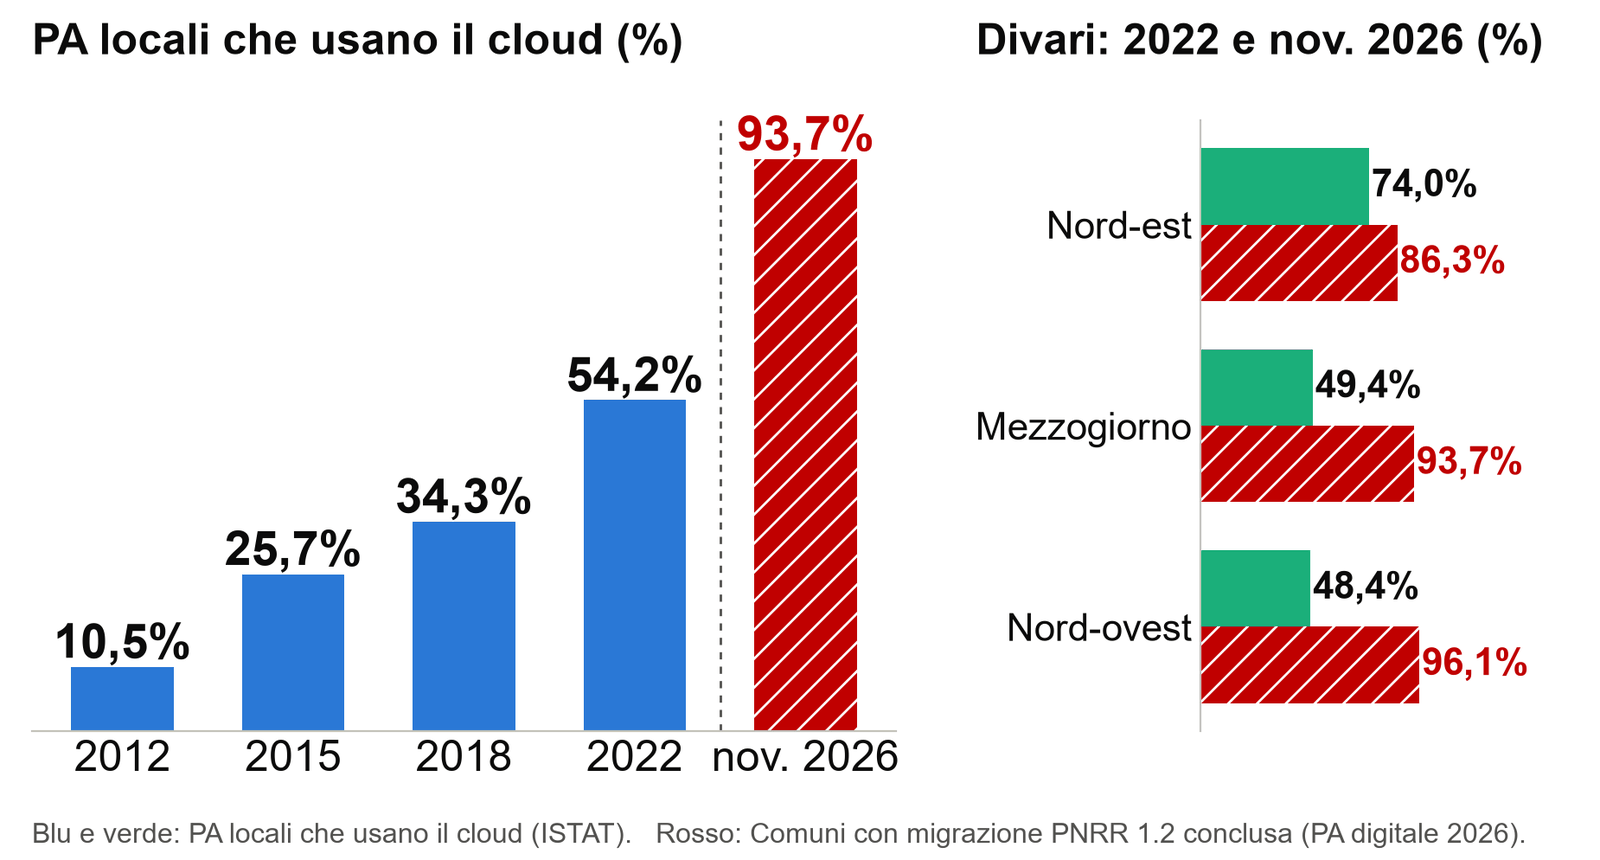 PA locali che usano il cloud (%)
10,5%
25,7%
34,3%
54,2%
93,7%
2012
2015
2018
2022
nov. 2026
Divari: 2022 e nov. 2026 (%)
Nord-est
74,0%
86,3%
Mezzogiorno
49,4%
93,7%
Nord-ovest
48,4%
96,1%
Blu e verde: PA locali che usano il cloud (ISTAT). Rosso: Comuni con migrazione PNRR 1.2 conclusa (PA digitale 2026).